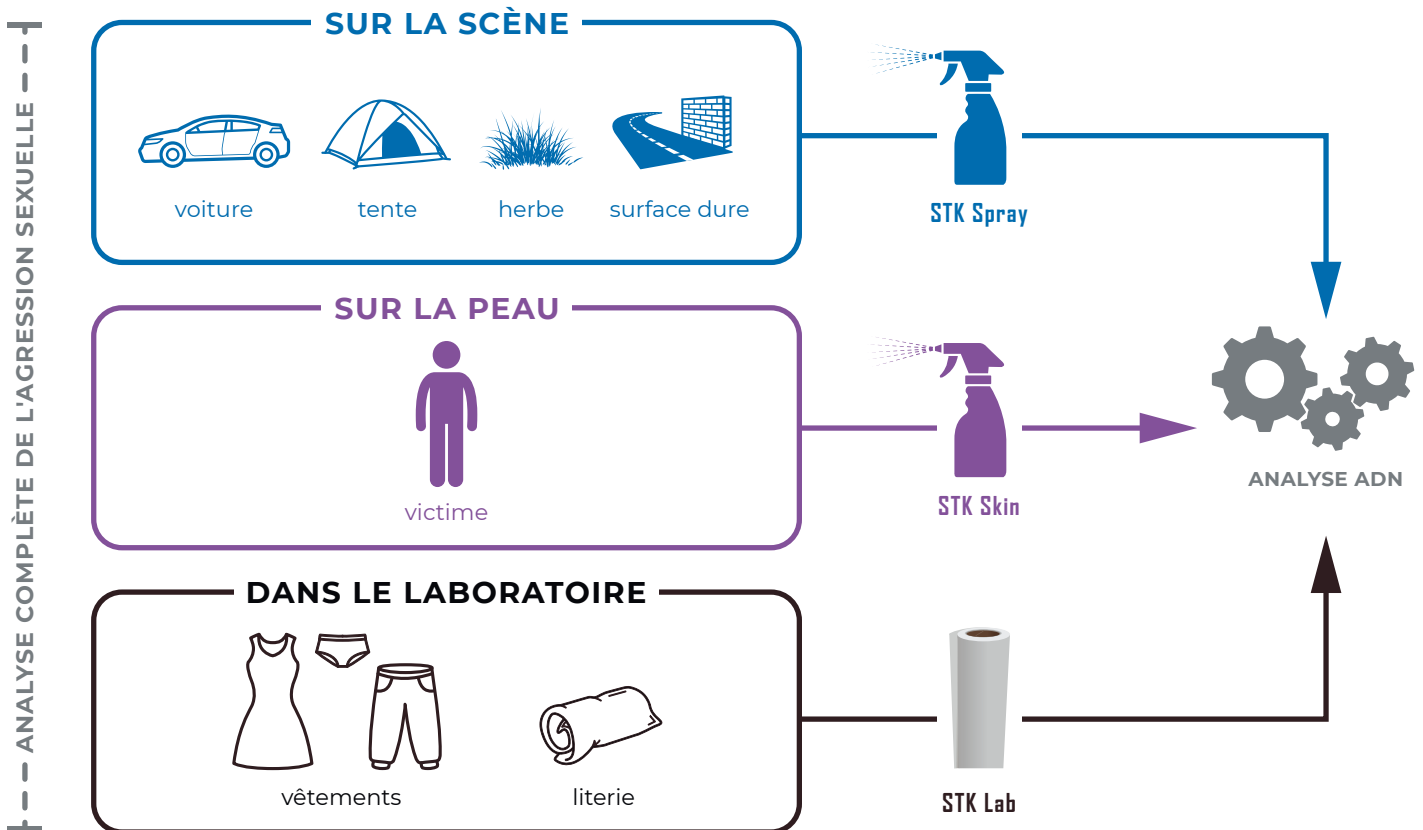 ANALYSE COMPLÈTE DE L'AGRESSION SEXUELLE
SUR LA SCÈNE
voiture
tente
herbe
surface dure
STK Spray
SUR LA PEAU
victime
STK Skin
ANALYSE ADN
DANS LE LABORATOIRE
vêtements
literie
STK Lab